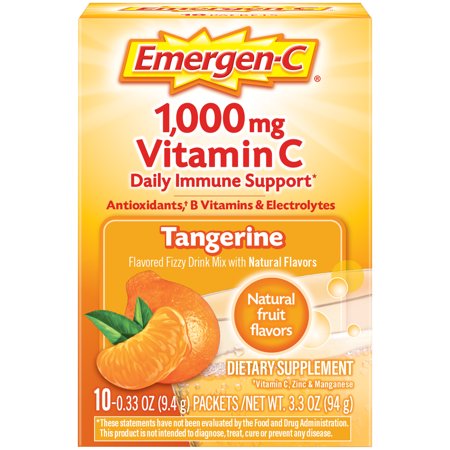 Emergen-C®
1,000 mg
Vitamin C
Daily Immune Support*
Antioxidants,† B Vitamins & Electrolytes
Tangerine
Flavored Fizzy Drink Mix with Natural Flavors
Natural
fruit
flavors
DIETARY SUPPLEMENT
†Vitamin C, Zinc & Manganese
10-0.33 OZ (9.4 g) PACKETS/NET WT. 3.3 OZ (94 g)
*These statements have not been evaluated by the Food and Drug Administration.
This product is not intended to diagnose, treat, cure or prevent any disease.